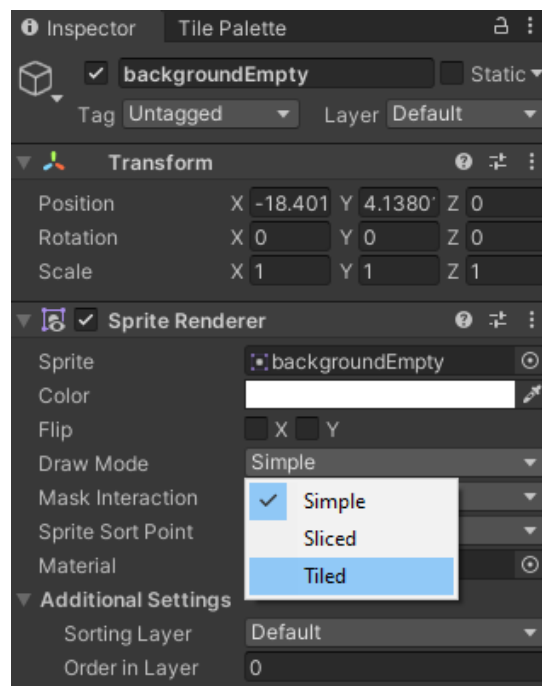 Inspector Tile Palette
backgroundEmpty Static
Tag Untagged Layer Default
Transform
Position X -18.401 Y 4.1380 Z 0
Rotation X 0 Y 0 Z 0
Scale X 1 Y 1 Z 1
Sprite Renderer
Sprite backgroundEmpty
Color
Flip X Y
Draw Mode Simple
Mask Interaction Simple
Sprite Sort Point Sliced
Material Tiled
Additional Settings
Sorting Layer Default
Order in Layer 0